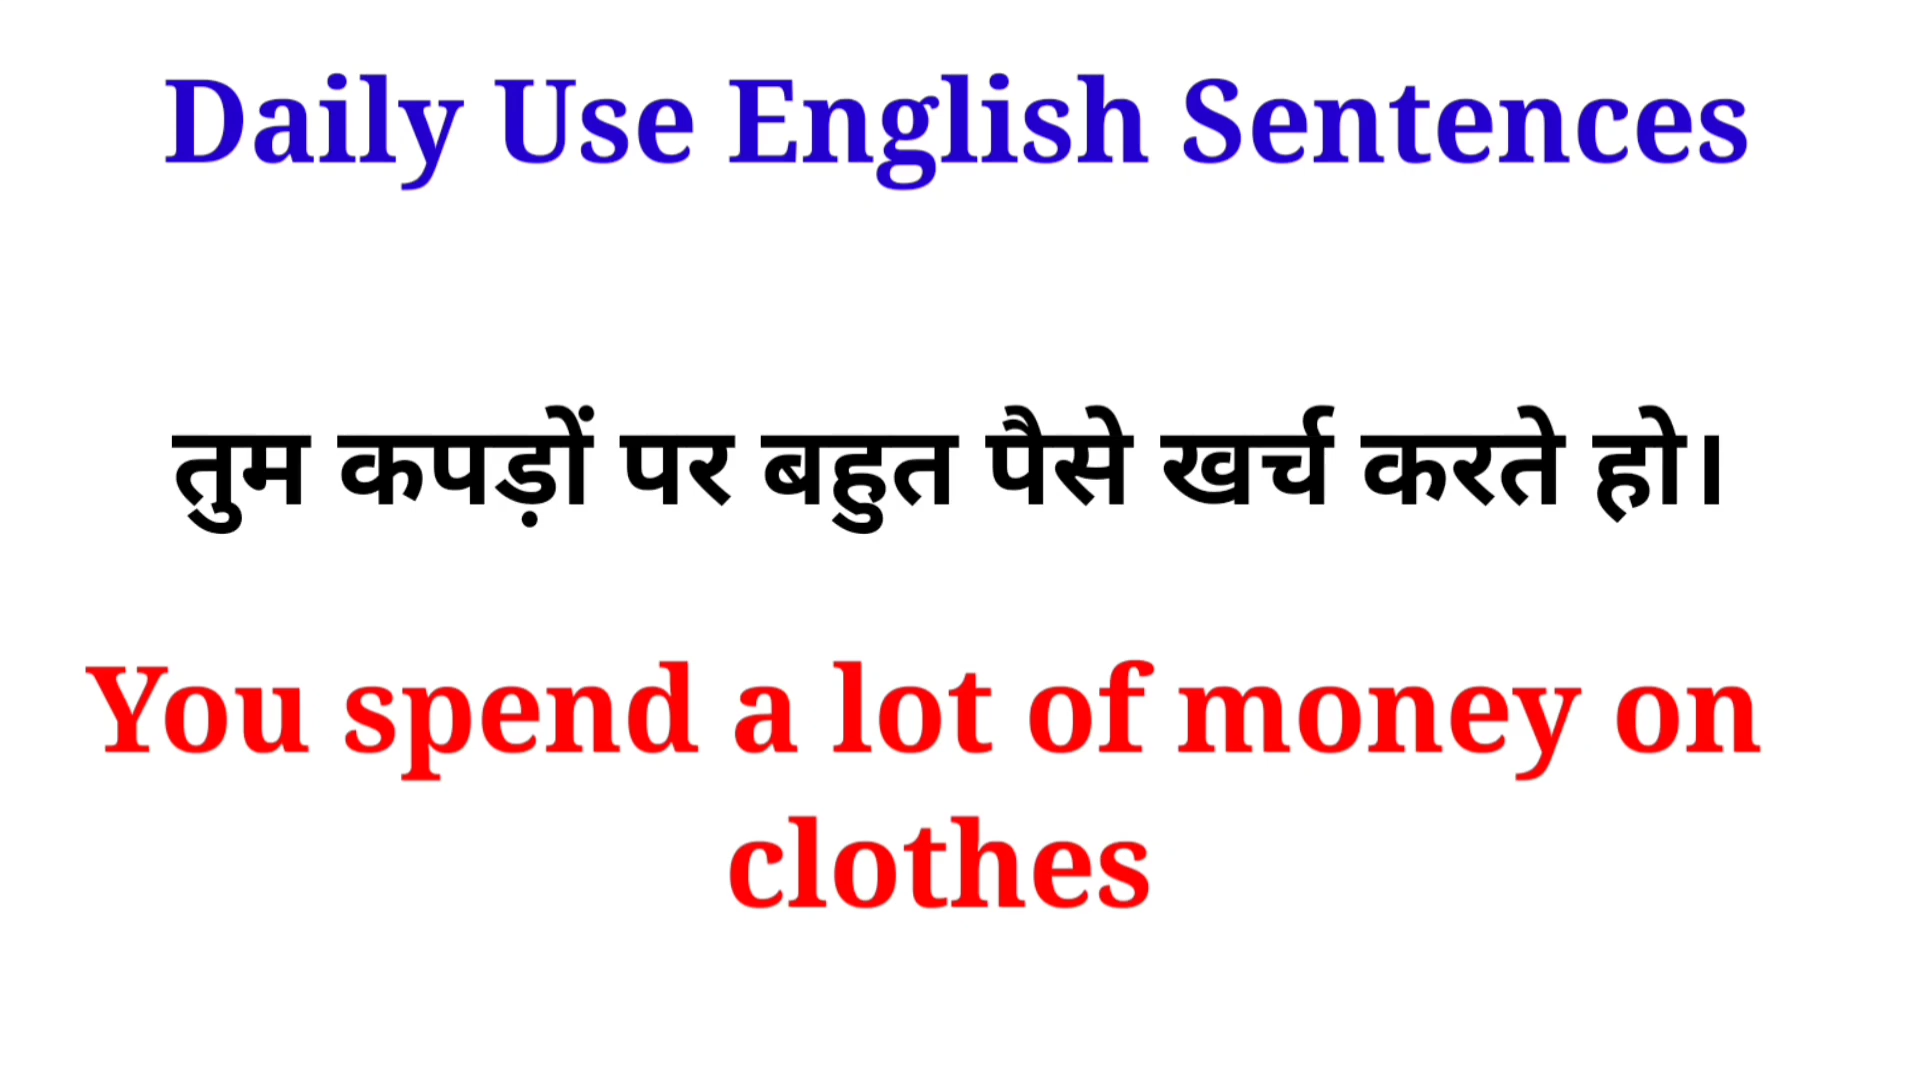 Daily Use English Sentences
तुम कपड़ों पर बहुत पैसे खर्च करते हो।
You spend a lot of money on
clothes